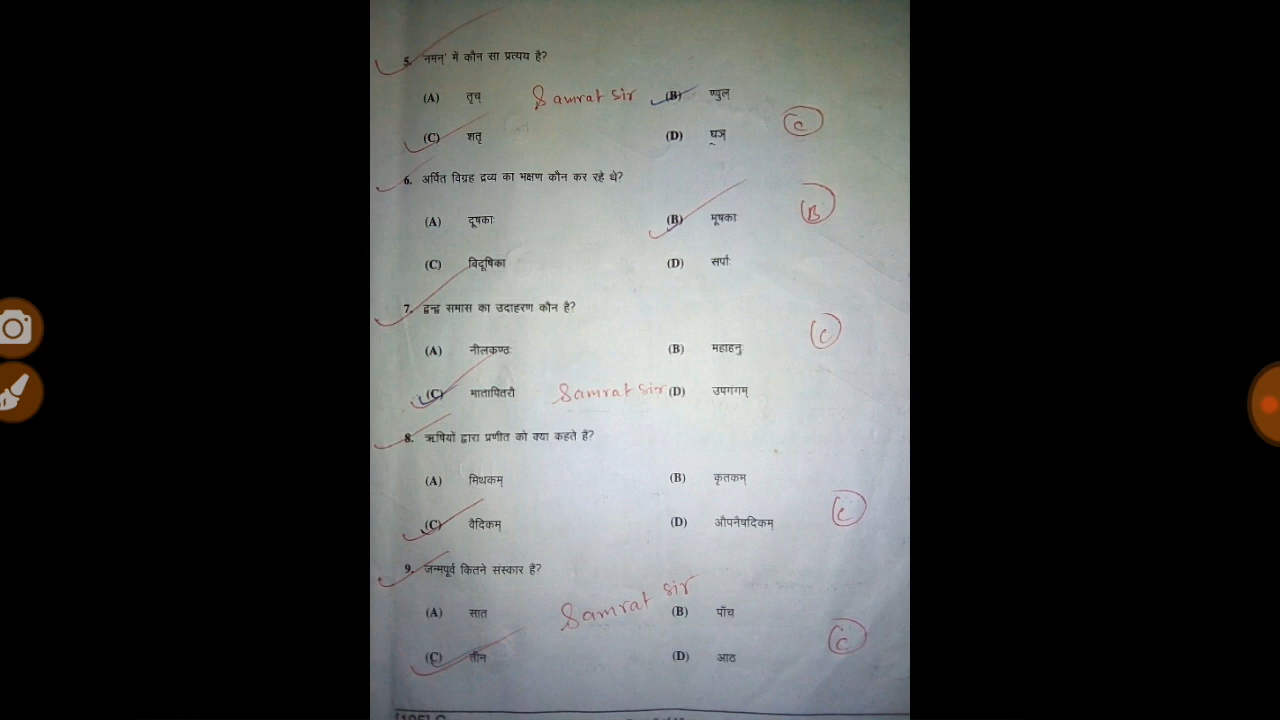 5. 'नमन्' में कौन सा प्रत्यय है?
(A) तृच् Samrat sir (B) ण्वुल्
(C) शतृ (D) घञ् C
6. अर्पित विग्रह द्रव्य का भक्षण कौन कर रहे थे?
(A) दूषकाः (B) मूषकाः B
(C) विदूषिका (D) सर्पाः
7. द्वन्द्व समास का उदाहरण कौन है?
(A) नीलकण्ठः (B) महाहनुः C
(C) मातापितरौ Samrat sir (D) उपगंगम्
8. ऋषियों द्वारा प्रणीत को क्या कहते हैं?
(A) मिथकम् (B) कृतकम्
(C) वैदिकम् (D) औपनैषदिकम् C
9. जन्मपूर्व कितने संस्कार हैं?
(A) सात Samrat sir (B) पाँच
(C) तीन (D) आठ C